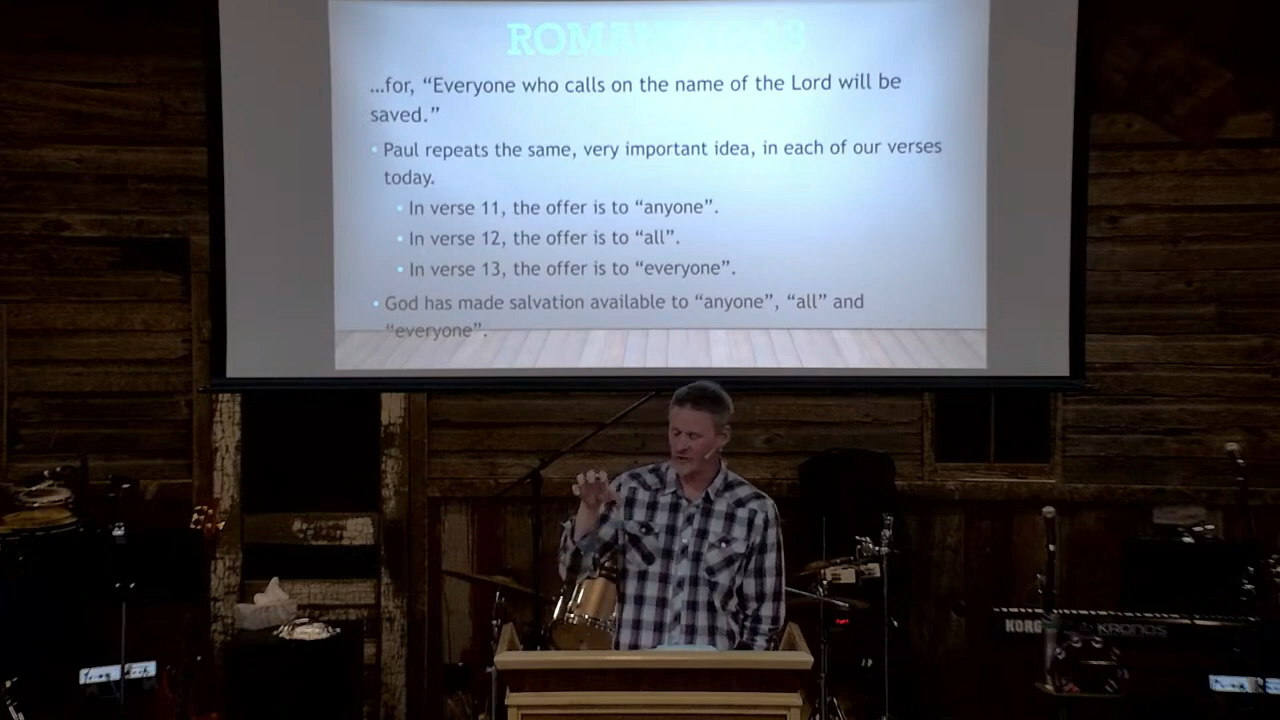 ROMANS
...for, “Everyone who calls on the name of the Lord will be
saved.”
• Paul repeats the same, very important idea, in each of our verses
today.
• In verse 11, the offer is to “anyone”.
• In verse 12, the offer is to “all”.
• In verse 13, the offer is to “everyone”.
• God has made salvation available to “anyone”, “all” and
“everyone”.
KORG KRONOS